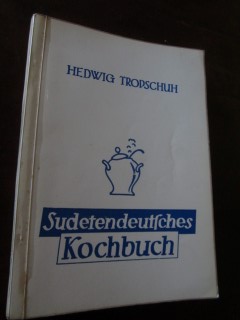 HEDWIG TROPSCHUH
Sudetendeutsches
Kochbuch